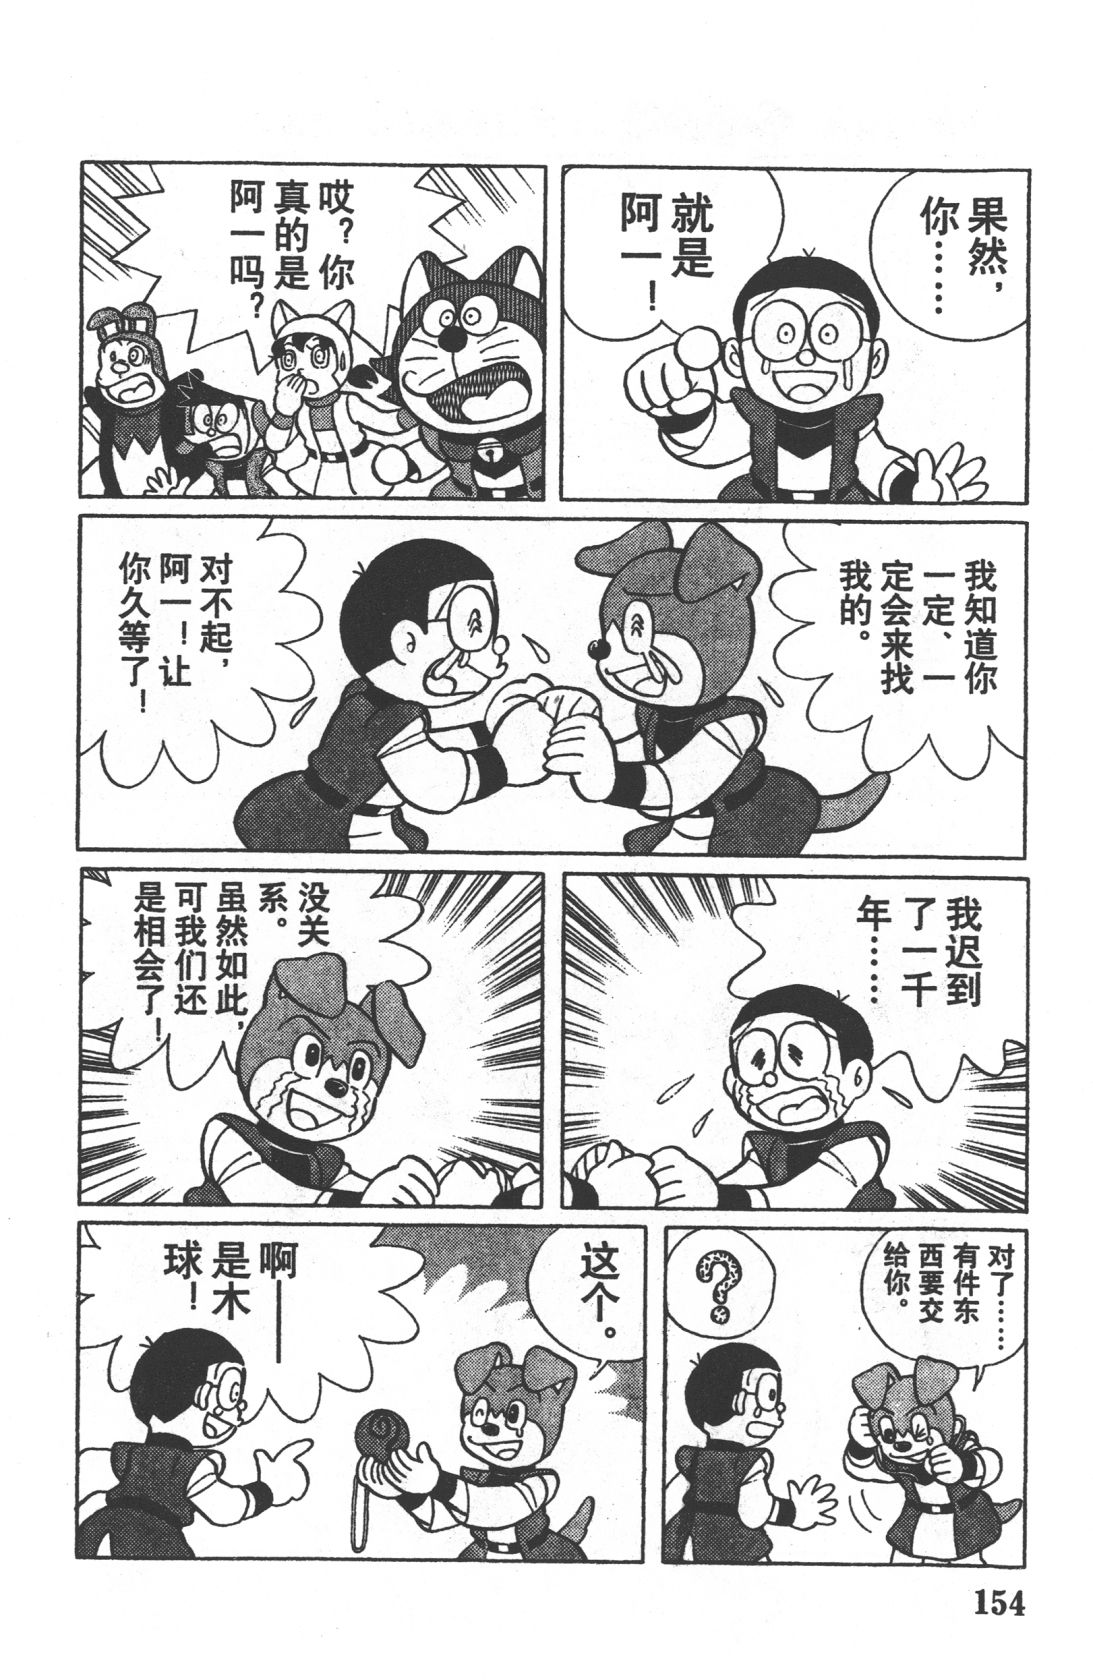 果然，
你……
就是
阿一！
哎？你
真的是
阿一吗？
我知道你
一定、一
定会来找
我的。
对不起，
阿一！让
你久等了！
我迟到
了一千
年……
没关
系。
虽然如此，
可我们还
是相会了！
对了……
有件东
西要交
给你。
？
这个。
啊——
是木
球！
154